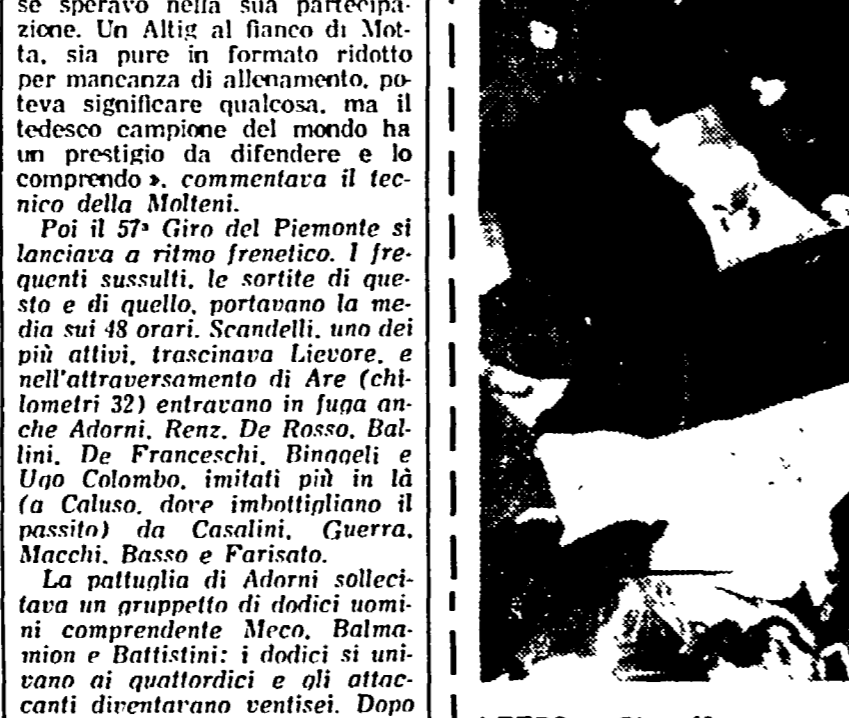 se speravo nella sua partecipa-
zione. Un Altig al fianco di Mot-
ta, sia pure in formato ridotto
per mancanza di allenamento, po-
teva significare qualcosa, ma il
tedesco campione del mondo ha
un prestigio da difendere e lo
comprendo », commentava il tec-
nico della Molteni.
Poi il 57ª Giro del Piemonte si
lanciava a ritmo frenetico. I fre-
quenti sussulti, le sortite di que-
sto e di quello, portavano la me-
dia sui 48 orari. Scandelli, uno dei
più attivi, trascinava Lievore, e
nell'attraversamento di Are (chi-
lometri 32) entravano in fuga an-
che Adorni, Renz, De Rosso, Bal-
lini, De Franceschi, Binggeli e
Ugo Colombo, imitati più in là
(a Caluso, dove imbottigliano il
passito) da Casalini, Guerra,
Macchi, Basso e Farisato.
La pattuglia di Adorni solleci-
tava un gruppetto di dodici uomi-
ni comprendente Meco, Balma-
mion e Battistini: i dodici si uni-
vano ai quattordici e gli attac-
canti diventarano ventisei. Dopo